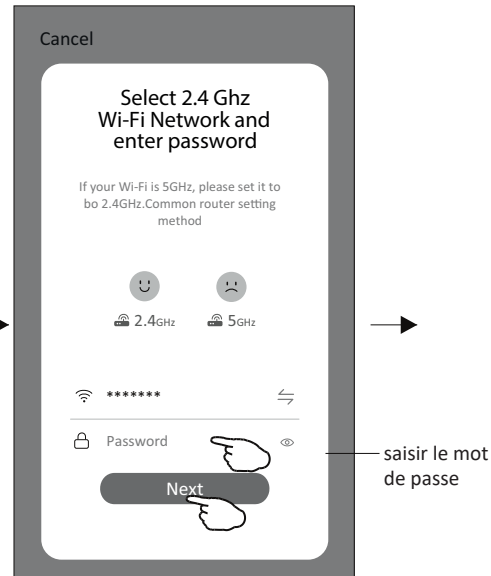 Cancel
Select 2.4 Ghz
Wi-Fi Network and
enter password
If your Wi-Fi is 5GHz, please set it to
bo 2.4GHz.Common router setting
method
2.4GHz 5GHz
*******
Password
saisir le mot
de passe
Next